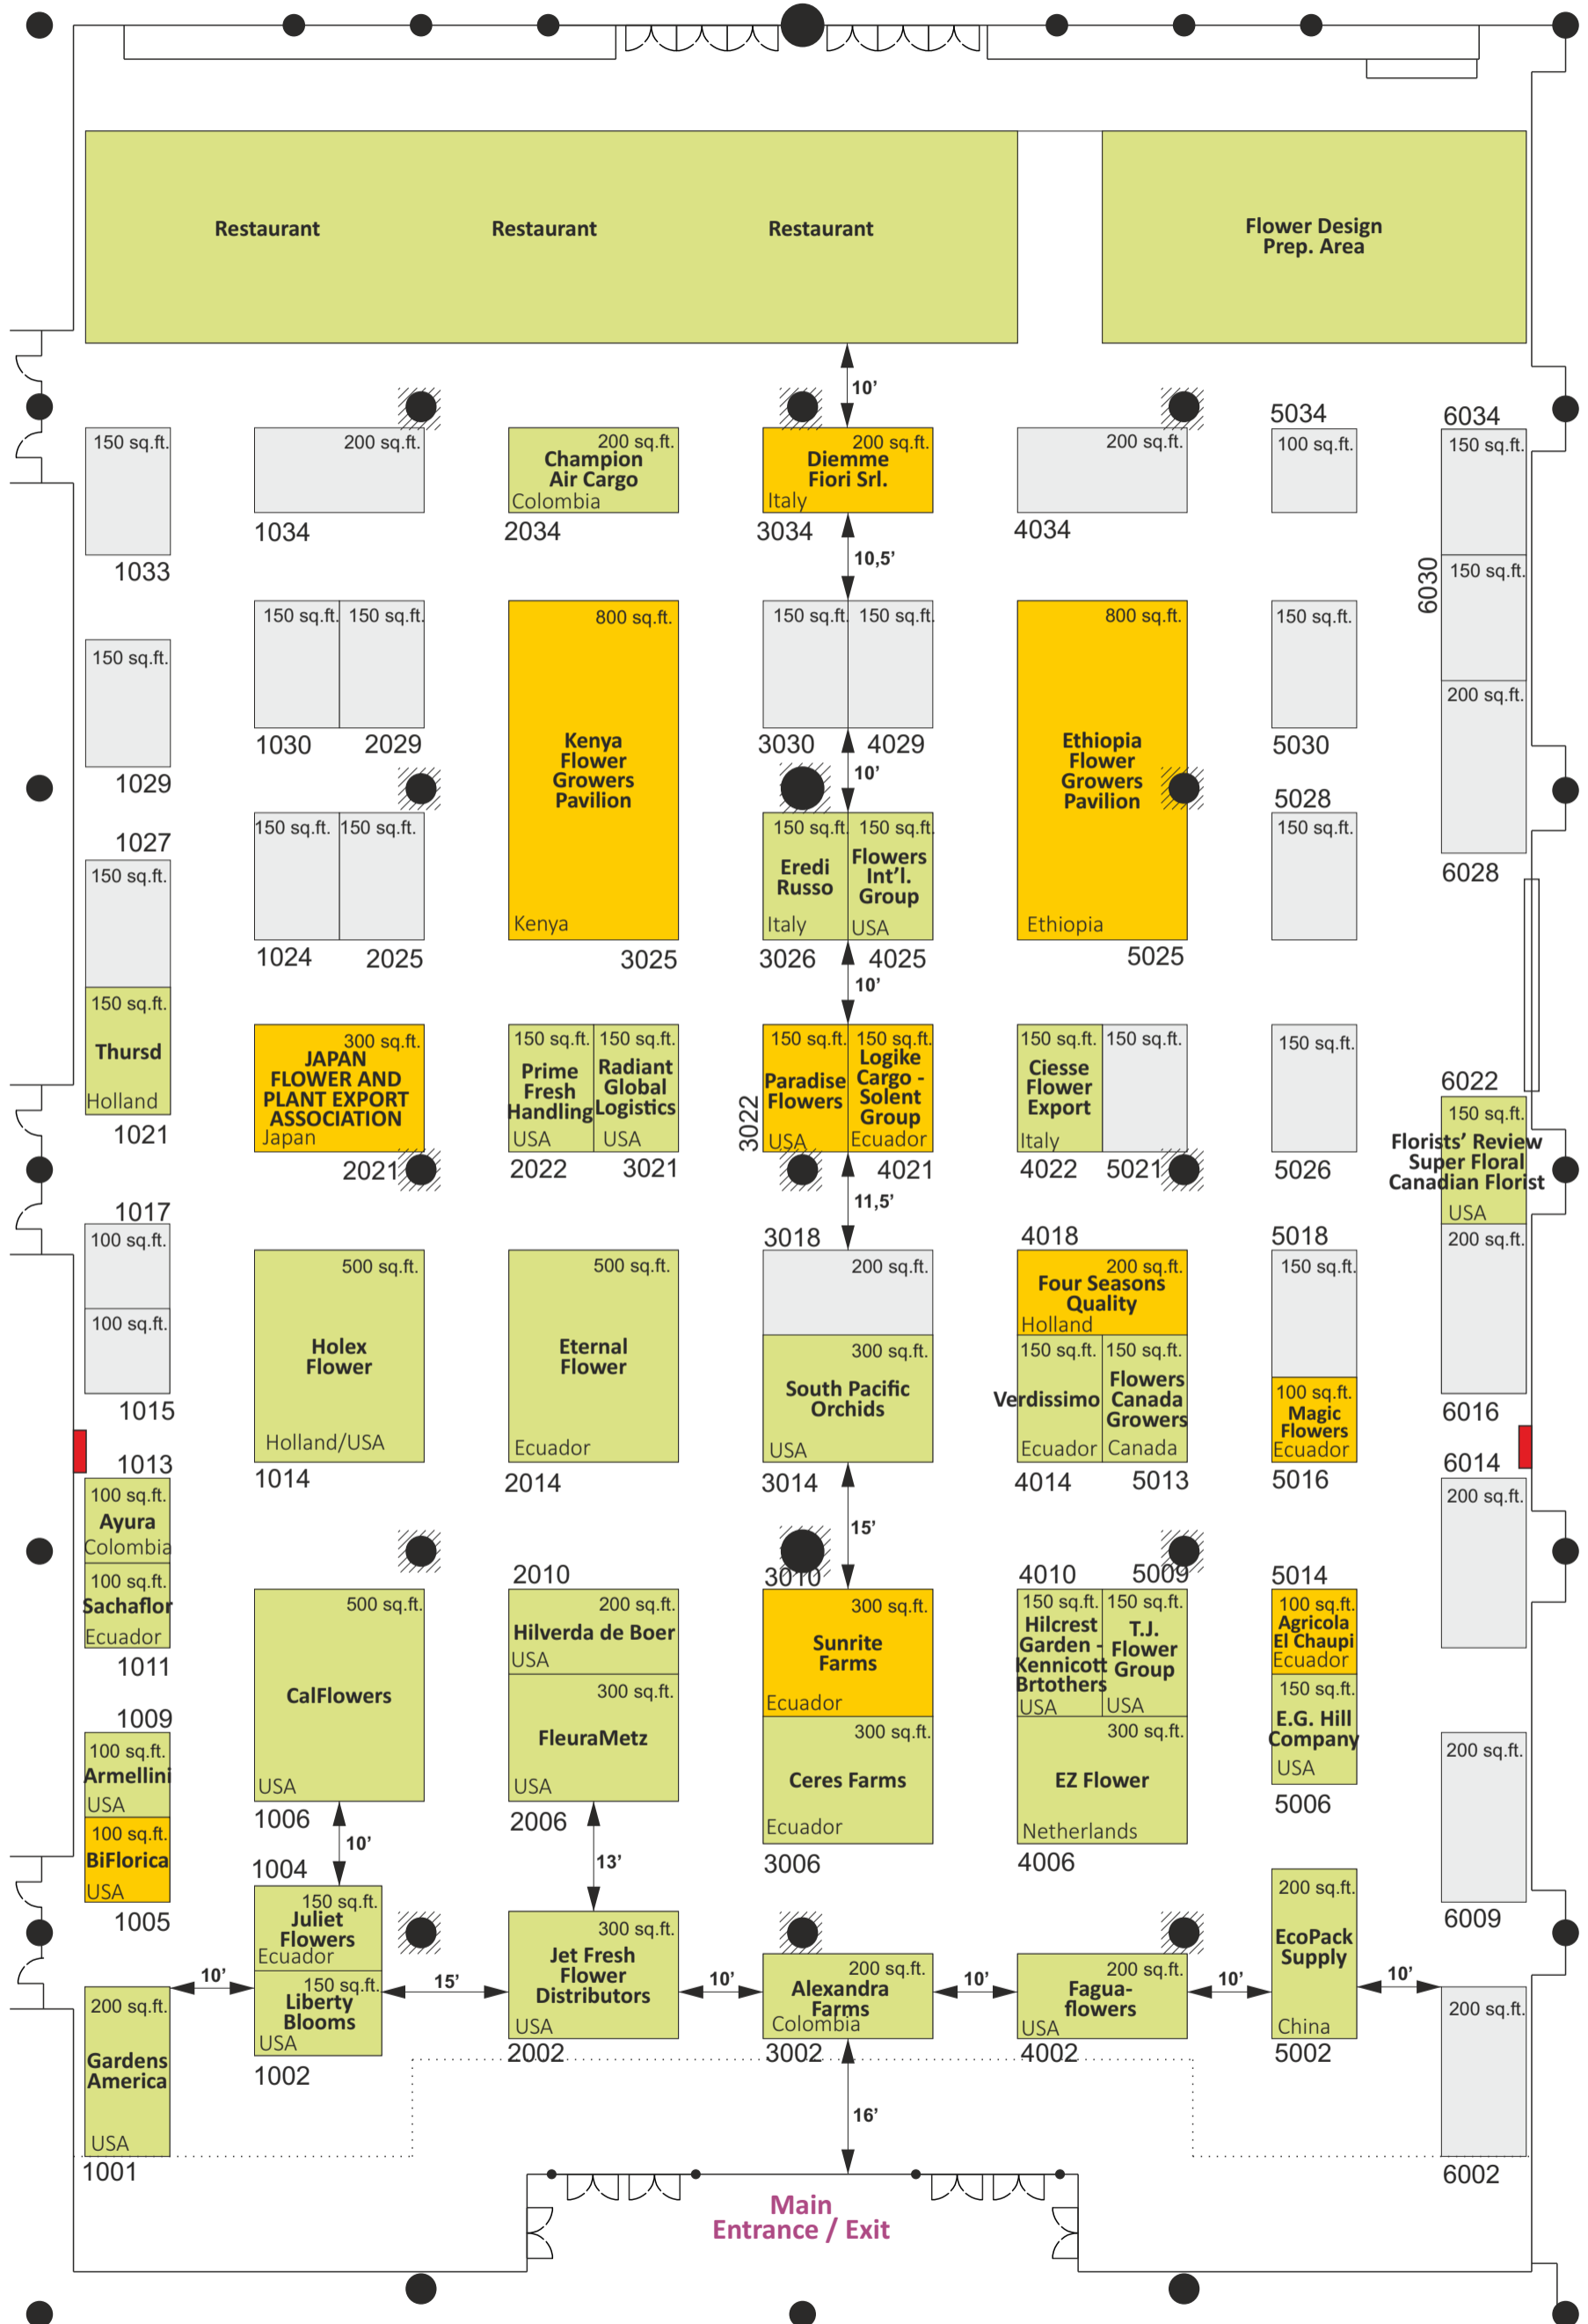 Restaurant
Restaurant
Restaurant
Flower Design
Prep. Area
10’
150 sq.ft.
1033
200 sq.ft.
1034
200 sq.ft.
Champion
Air Cargo
Colombia
2034
200 sq.ft.
Diemme
Fiori Srl.
Italy
3034
200 sq.ft.
4034
5034
100 sq.ft.
6034
150 sq.ft.
10,5’
150 sq.ft.
1029
150 sq.ft.
150 sq.ft.
1030
2029
800 sq.ft.
Kenya
Flower
Growers
Pavilion
Kenya
3025
150 sq.ft.
150 sq.ft.
3030
4029
800 sq.ft.
Ethiopia
Flower
Growers
Pavilion
Ethiopia
5025
150 sq.ft.
5030
6030
150 sq.ft.
200 sq.ft.
6028
10’
1027
150 sq.ft.
150 sq.ft.
150 sq.ft.
1024
2025
150 sq.ft.
Eredi
Russo
Italy
3026
150 sq.ft.
Flowers
Int’l.
Group
USA
4025
5028
150 sq.ft.
10’
150 sq.ft.
Thursd
Holland
1021
300 sq.ft.
JAPAN
FLOWER AND
PLANT EXPORT
ASSOCIATION
Japan
2021
150 sq.ft.
Prime
Fresh
Handling
USA
2022
150 sq.ft.
Radiant
Global
Logistics
USA
3021
3022
150 sq.ft.
Paradise
Flowers
USA
150 sq.ft.
Logike
Cargo -
Solent
Group
Ecuador
4021
150 sq.ft.
Ciesse
Flower
Export
Italy
4022
150 sq.ft.
5021
150 sq.ft.
5026
6022
150 sq.ft.
Florists’ Review
Super Floral
Canadian Florist
USA
200 sq.ft.
6016
11,5’
1017
100 sq.ft.
100 sq.ft.
1015
500 sq.ft.
Holex
Flower
Holland/USA
1014
500 sq.ft.
Eternal
Flower
Ecuador
2014
3018
200 sq.ft.
300 sq.ft.
South Pacific
Orchids
USA
3014
4018
200 sq.ft.
Four Seasons
Quality
Holland
150 sq.ft.
Verdissimo
Ecuador
4014
150 sq.ft.
Flowers
Canada
Growers
Canada
5013
5018
150 sq.ft.
100 sq.ft.
Magic
Flowers
Ecuador
5016
6014
200 sq.ft.
15’
1013
100 sq.ft.
Ayura
Colombia
100 sq.ft.
Sachaflor
Ecuador
1011
500 sq.ft.
CalFlowers
USA
1006
2010
200 sq.ft.
Hilverda de Boer
USA
300 sq.ft.
FleuraMetz
USA
2006
3010
300 sq.ft.
Sunrite
Farms
Ecuador
300 sq.ft.
Ceres Farms
Ecuador
3006
4010
150 sq.ft.
Hilcrest
Garden -
Kennicott
Brtothers
USA
5009
150 sq.ft.
T.J.
Flower
Group
USA
300 sq.ft.
EZ Flower
Netherlands
4006
5014
100 sq.ft.
Agricola
El Chaupi
Ecuador
150 sq.ft.
E.G. Hill
Company
USA
5006
200 sq.ft.
6009
1009
100 sq.ft.
Armellini
USA
100 sq.ft.
BiFlorica
USA
1005
10’
13’
1004
150 sq.ft.
Juliet
Flowers
Ecuador
150 sq.ft.
Liberty
Blooms
USA
1002
10’
15’
300 sq.ft.
Jet Fresh
Flower
Distributors
USA
2002
10’
200 sq.ft.
Alexandra
Farms
Colombia
3002
10’
200 sq.ft.
Fagua-
flowers
USA
4002
10’
200 sq.ft.
EcoPack
Supply
China
5002
10’
200 sq.ft.
6002
200 sq.ft.
Gardens
America
USA
1001
16’
Main
Entrance / Exit